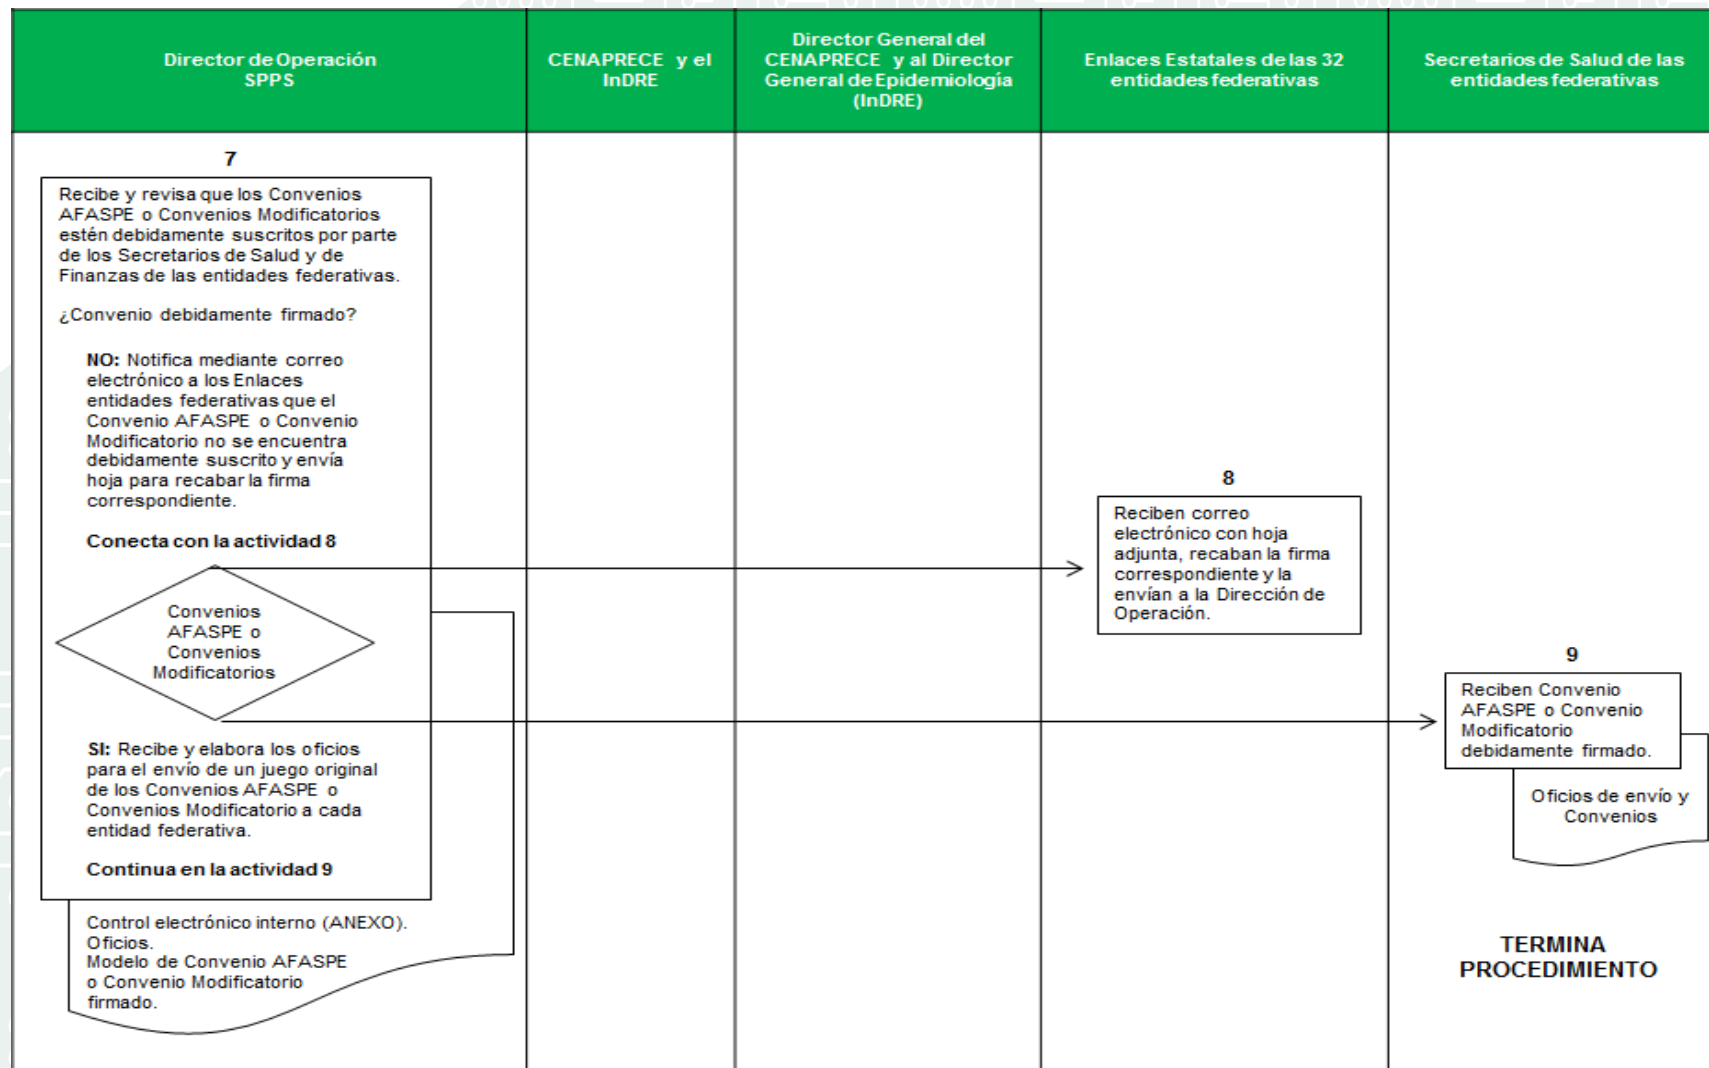 Director de Operación
SPPS
CENAPRECE y el
InDRE
Director General del
CENAPRECE y al Director
General de Epidemiología
(InDRE)
Enlaces Estatales de las 32
entidades federativas
Secretarios de Salud de las
entidades federativas
7
Recibe y revisa que los Convenios
AFASPE o Convenios Modificatorios
estén debidamente suscritos por parte
de los Secretarios de Salud y de
Finanzas de las entidades federativas.
¿Convenio debidamente firmado?
NO: Notifica mediante correo
electrónico a los Enlaces
entidades federativas que el
Convenio AFASPE o Convenio
Modificatorio no se encuentra
debidamente suscrito y envía
hoja para recabar la firma
correspondiente.
Conecta con la actividad 8
Convenios
AFASPE o
Convenios
Modificatorios
SI: Recibe y elabora los oficios
para el envío de un juego original
de los Convenios AFASPE o
Convenios Modificatorio a cada
entidad federativa.
Continua en la actividad 9
Control electrónico interno (ANEXO).
Oficios.
Modelo de Convenio AFASPE
o Convenio Modificatorio
firmado.
8
Reciben correo
electrónico con hoja
adjunta, recaban la firma
correspondiente y la
envían a la Dirección de
Operación.
9
Reciben Convenio
AFASPE o Convenio
Modificatorio
debidamente firmado.
Oficios de envío y
Convenios
TERMINA
PROCEDIMIENTO